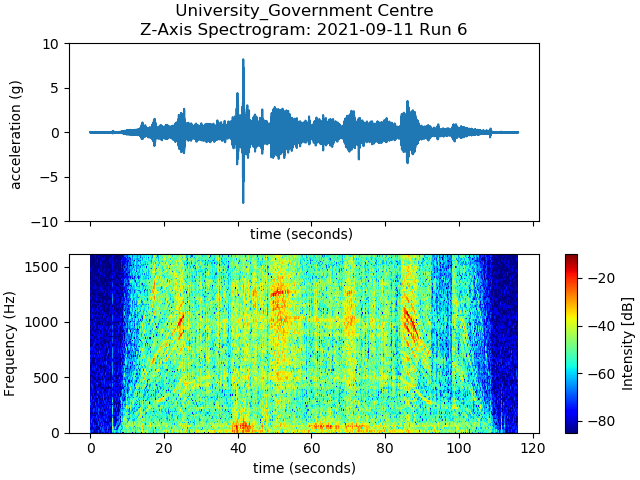 University_Government Centre
Z-Axis Spectrogram: 2021-09-11 Run 6
10
5
0
−5
−10
acceleration (g)
time (seconds)
1500
1000
500
0
Frequency (Hz)
0 20 40 60 80 100 120
time (seconds)
−20
−40
−60
−80
Intensity [dB]